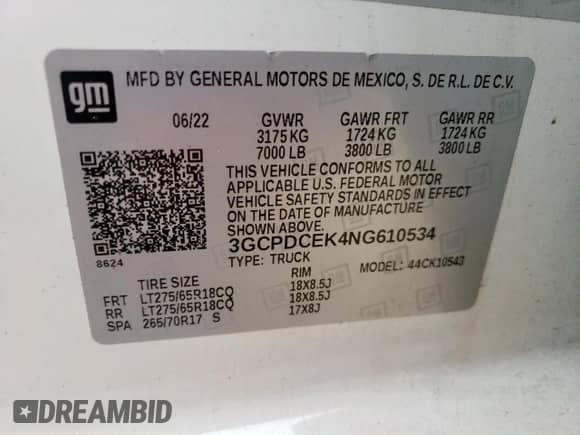 gm
MFD BY GENERAL MOTORS DE MEXICO, S. DE R.L. DE C.V.
06/22 GVWR GAWR FRT GAWR RR
3175 KG 1724 KG 1724 KG
7000 LB 3800 LB 3800 LB
THIS VEHICLE CONFORMS TO ALL
APPLICABLE U.S. FEDERAL MOTOR
VEHICLE SAFETY STANDARDS IN EFFECT
ON THE DATE OF MANUFACTURE
SHOWN ABOVE.
3GCPDCEK4NG610534
8624
TYPE: TRUCK MODEL: 44CK10543
TIRE SIZE RIM
FRT LT275/65R18CQ 18X8.5J
RR LT275/65R18CQ 18X8.5J
SPA 265/70R17 S 17X8J
DREAMBID